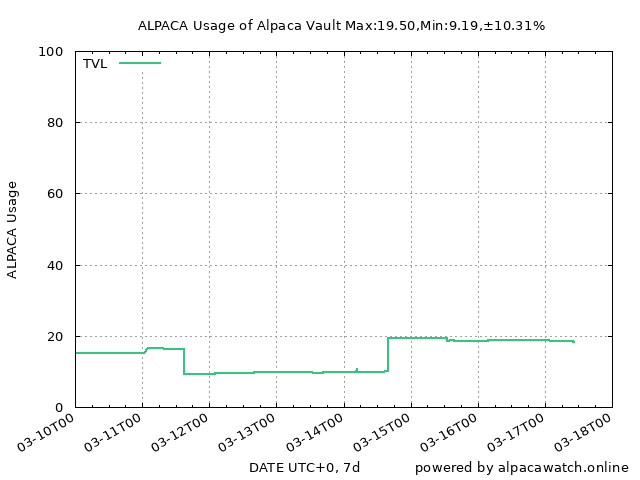 ALPACA Usage of Alpaca Vault Max:19.50,Min:9.19,±10.31%
TVL
100
80
60
40
20
0
ALPACA Usage
03-10T00
03-11T00
03-12T00
03-13T00
03-14T00
03-15T00
03-16T00
03-17T00
03-18T00
DATE UTC+0, 7d
powered by alpacawatch.online